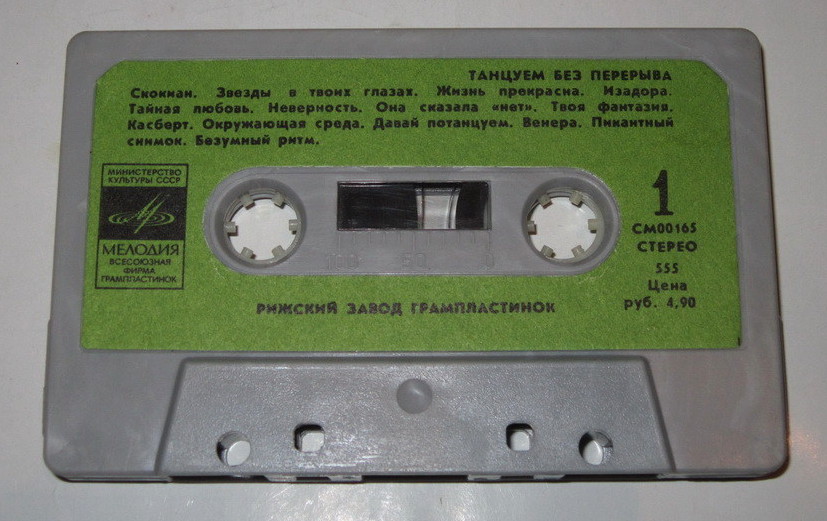 ТАНЦУЕМ БЕЗ ПЕРЕРЫВА
Скокиан. Звезды в твоих глазах. Жизнь прекрасна. Изадора.
Тайная любовь. Неверность. Она сказала «нет». Твоя фантазия.
Касберт. Окружающая среда. Давай потанцуем. Венера. Пикантный
снимок. Безумный ритм.
МИНИСТЕРСТВО
КУЛЬТУРЫ СССР
МЕЛОДИЯ
ВСЕСОЮЗНАЯ
ФИРМА
ГРАМПЛАСТИНОК
1
СМ00165
СТЕРЕО
555
Цена
руб. 4,90
100 50 0
РИЖСКИЙ ЗАВОД ГРАМПЛАСТИНОК